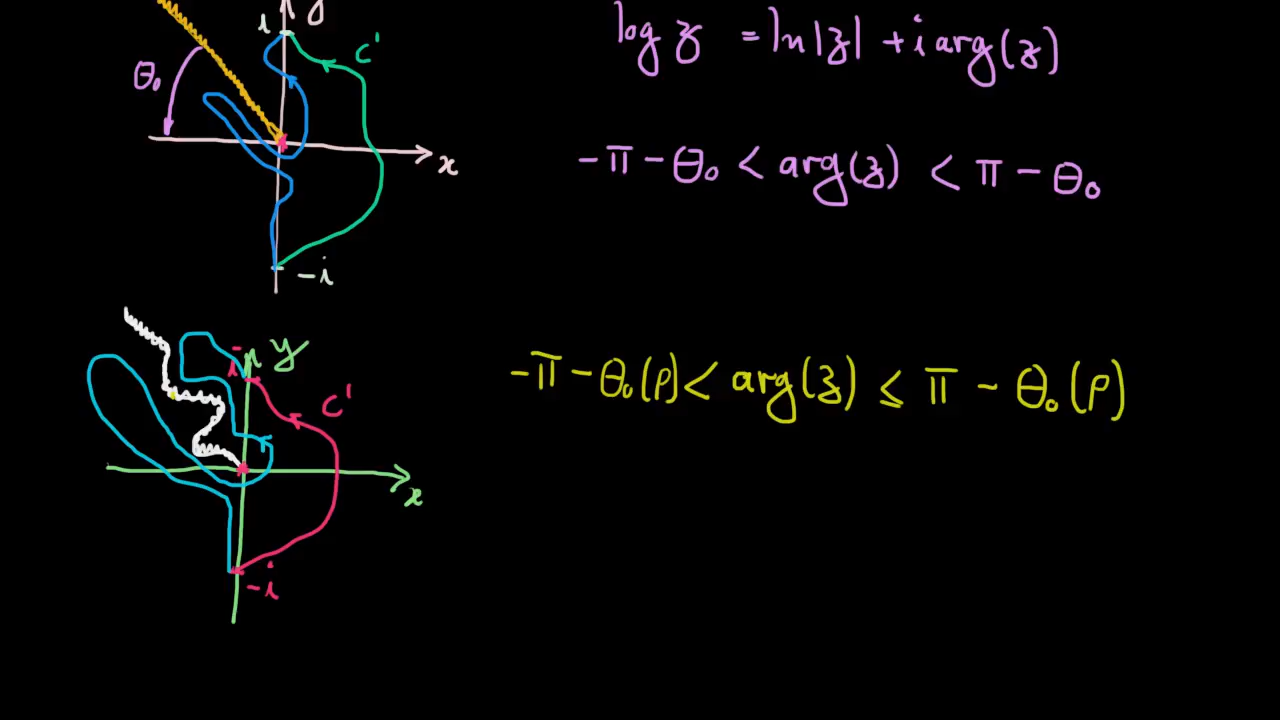 i y
C'
θ₀
x
-i
log z = ln|z| + i arg(z)
-π - θ₀ < arg(z) < π - θ₀
i y
C'
x
-i
-π - θ₀(ρ) < arg(z) ≤ π - θ₀(ρ)